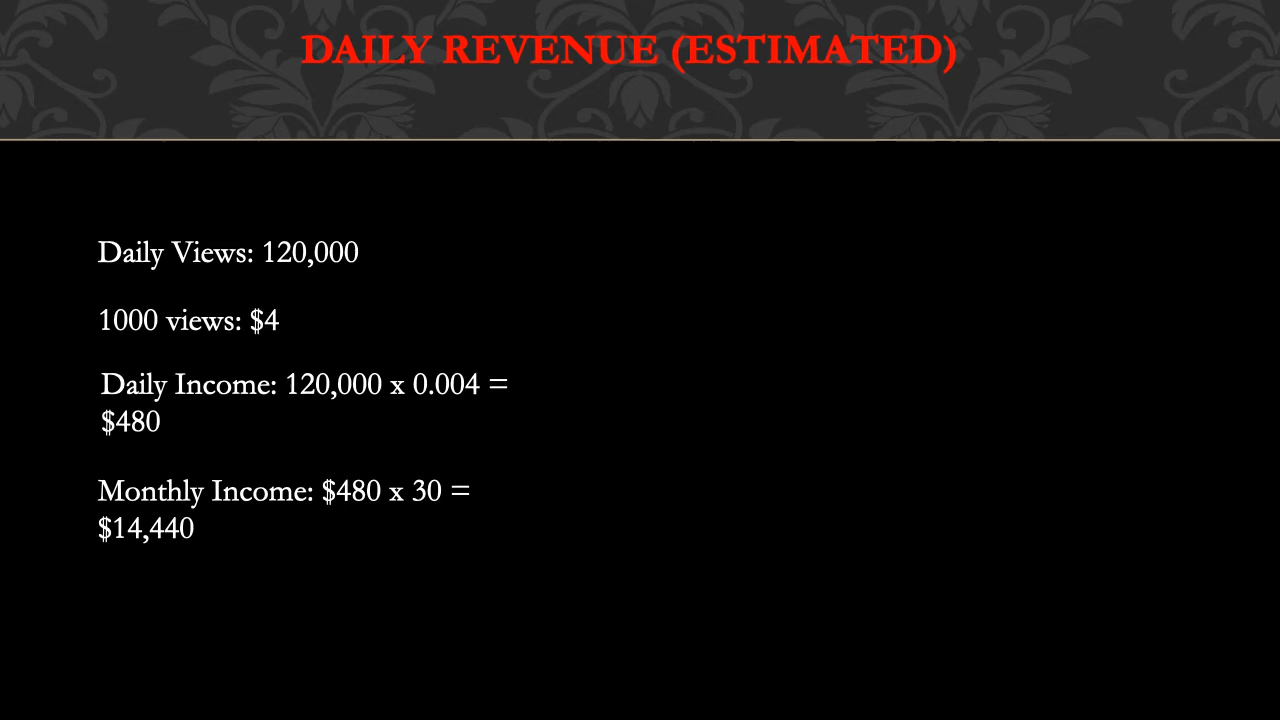 DAILY REVENUE (ESTIMATED)
Daily Views: 120,000
1000 views: $4
Daily Income: 120,000 x 0.004 =
$480
Monthly Income: $480 x 30 =
$14,440